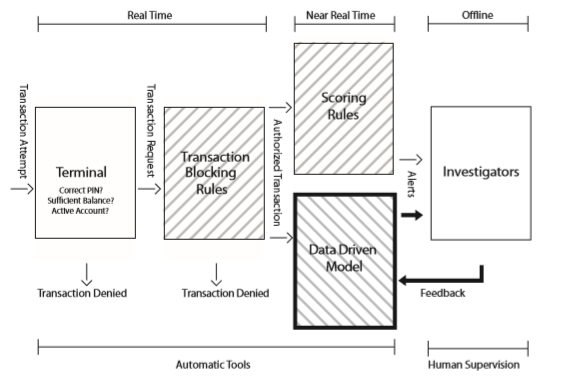 Real Time
Near Real Time
Offline
Transaction Attempt
Terminal
Correct PIN?
Sufficient Balance?
Active Account?
Transaction Denied
Transaction Request
Transaction
Blocking
Rules
Transaction Denied
Authorized Transaction
Scoring
Rules
Data Driven
Model
Alerts
Investigators
Feedback
Automatic Tools
Human Supervision